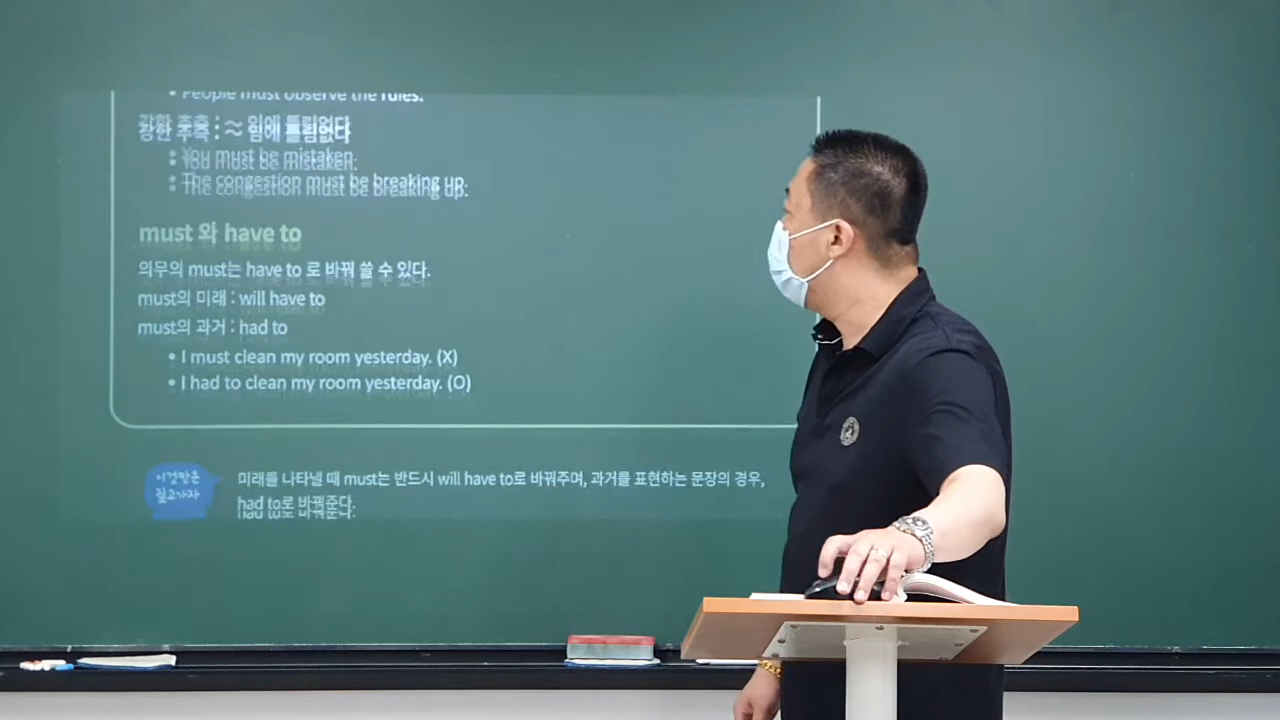 • People must observe the rules.
강한 추측 : ≈ 임에 틀림없다
• You must be mistaken.
• The congestion must be breaking up.
must 와 have to
의무의 must는 have to 로 바꿔 쓸 수 있다.
must의 미래 : will have to
must의 과거 : had to
• I must clean my room yesterday. (X)
• I had to clean my room yesterday. (O)
이것만은
짚고가자
미래를 나타낼 때 must는 반드시 will have to로 바꿔주며, 과거를 표현하는 문장의 경우,
had to로 바꿔준다.